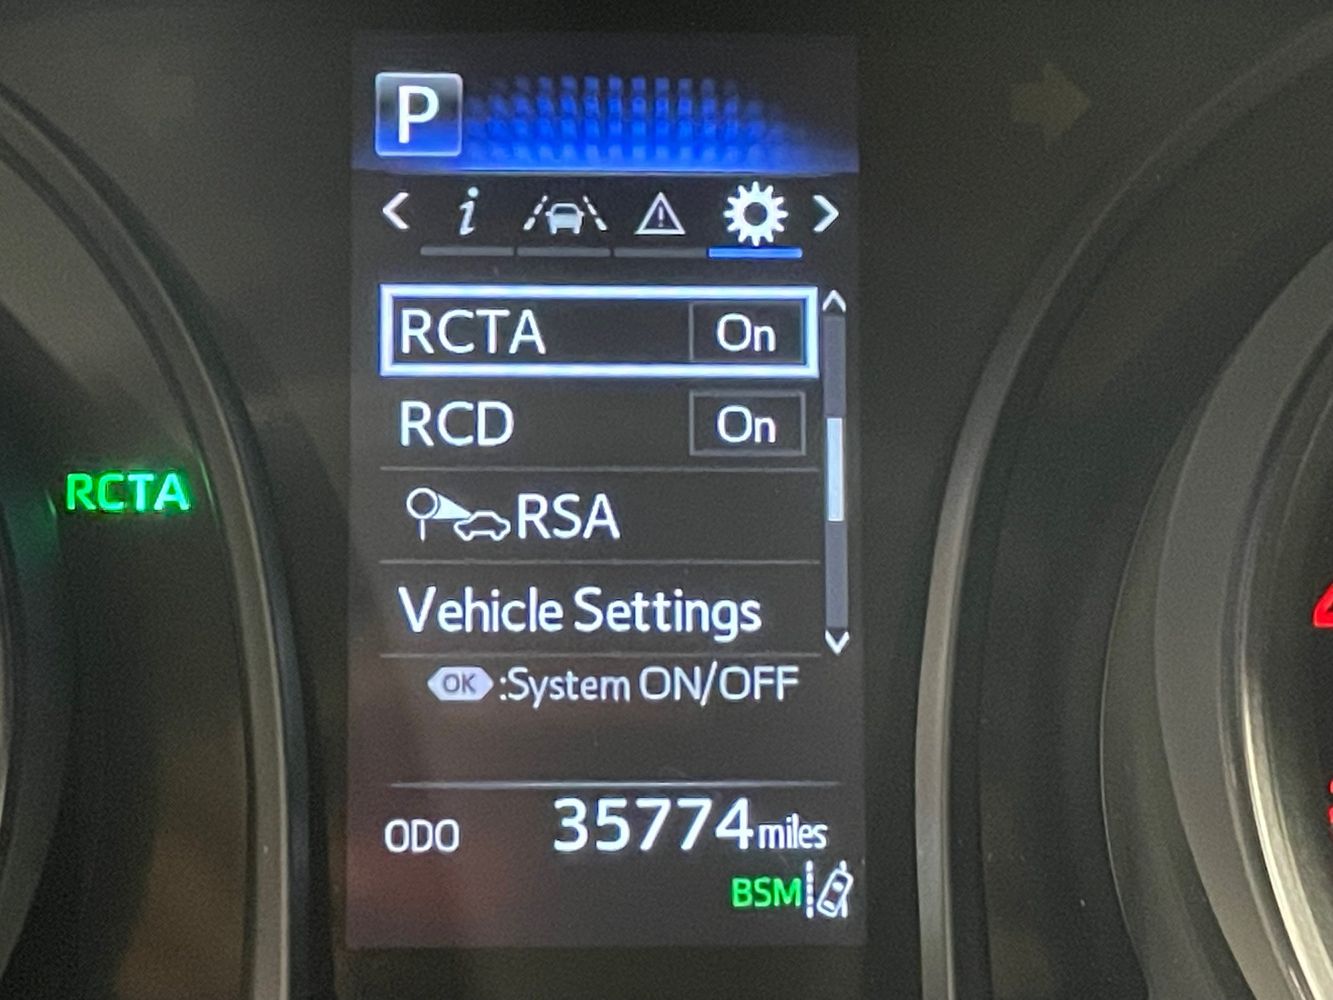 P
i
RCTA On
RCD On
RCTA
RSA
Vehicle Settings
OK :System ON/OFF
ODO 35774 miles
BSM